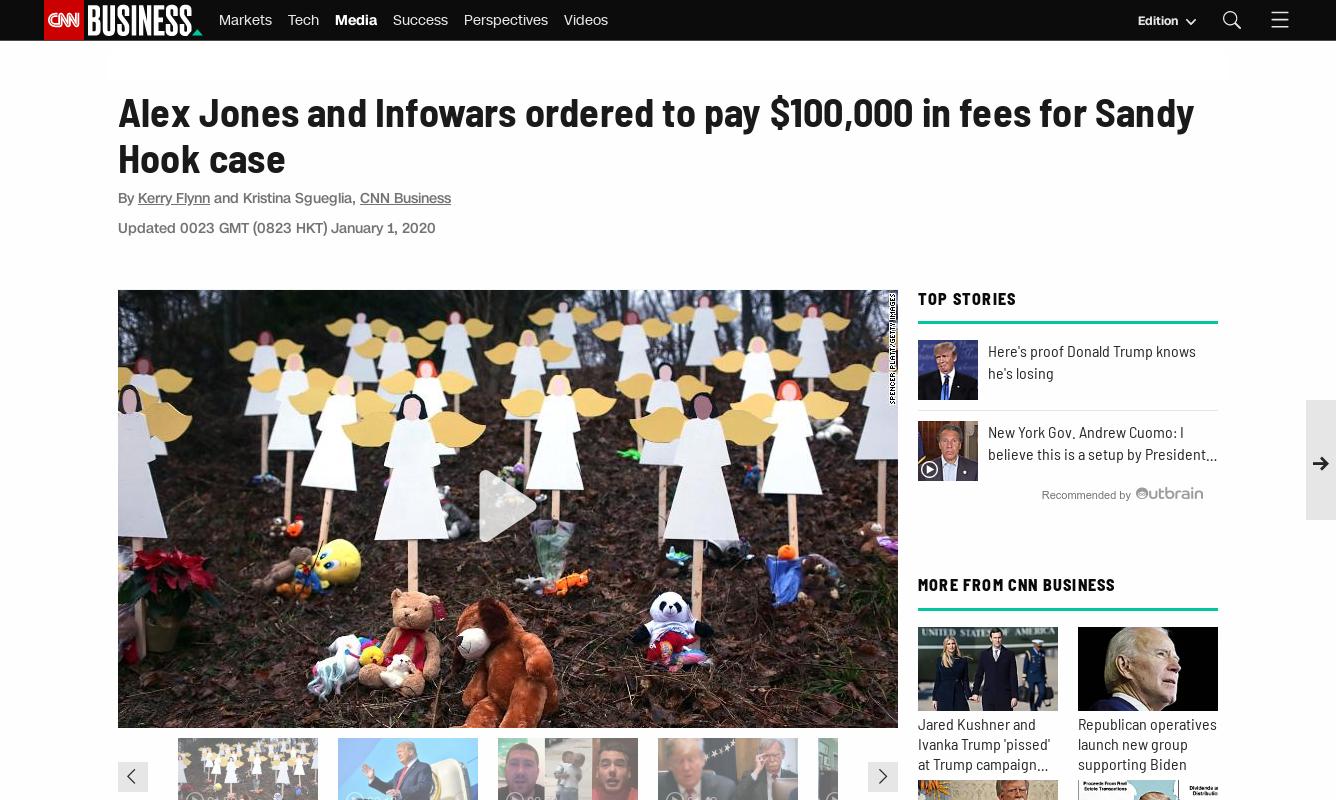 CNN BUSINESS
Markets Tech Media Success Perspectives Videos
Edition
Alex Jones and Infowars ordered to pay $100,000 in fees for Sandy
Hook case
By Kerry Flynn and Kristina Sgueglia, CNN Business
Updated 0023 GMT (0823 HKT) January 1, 2020
SPENCER PLATT/GETTY IMAGES
TOP STORIES
Here's proof Donald Trump knows
he's losing
New York Gov. Andrew Cuomo: I
believe this is a setup by President...
Recommended by Outbrain
MORE FROM CNN BUSINESS
UNITED STATES OF AMERICA
Jared Kushner and
Ivanka Trump 'pissed'
at Trump campaign...
Republican operatives
launch new group
supporting Biden